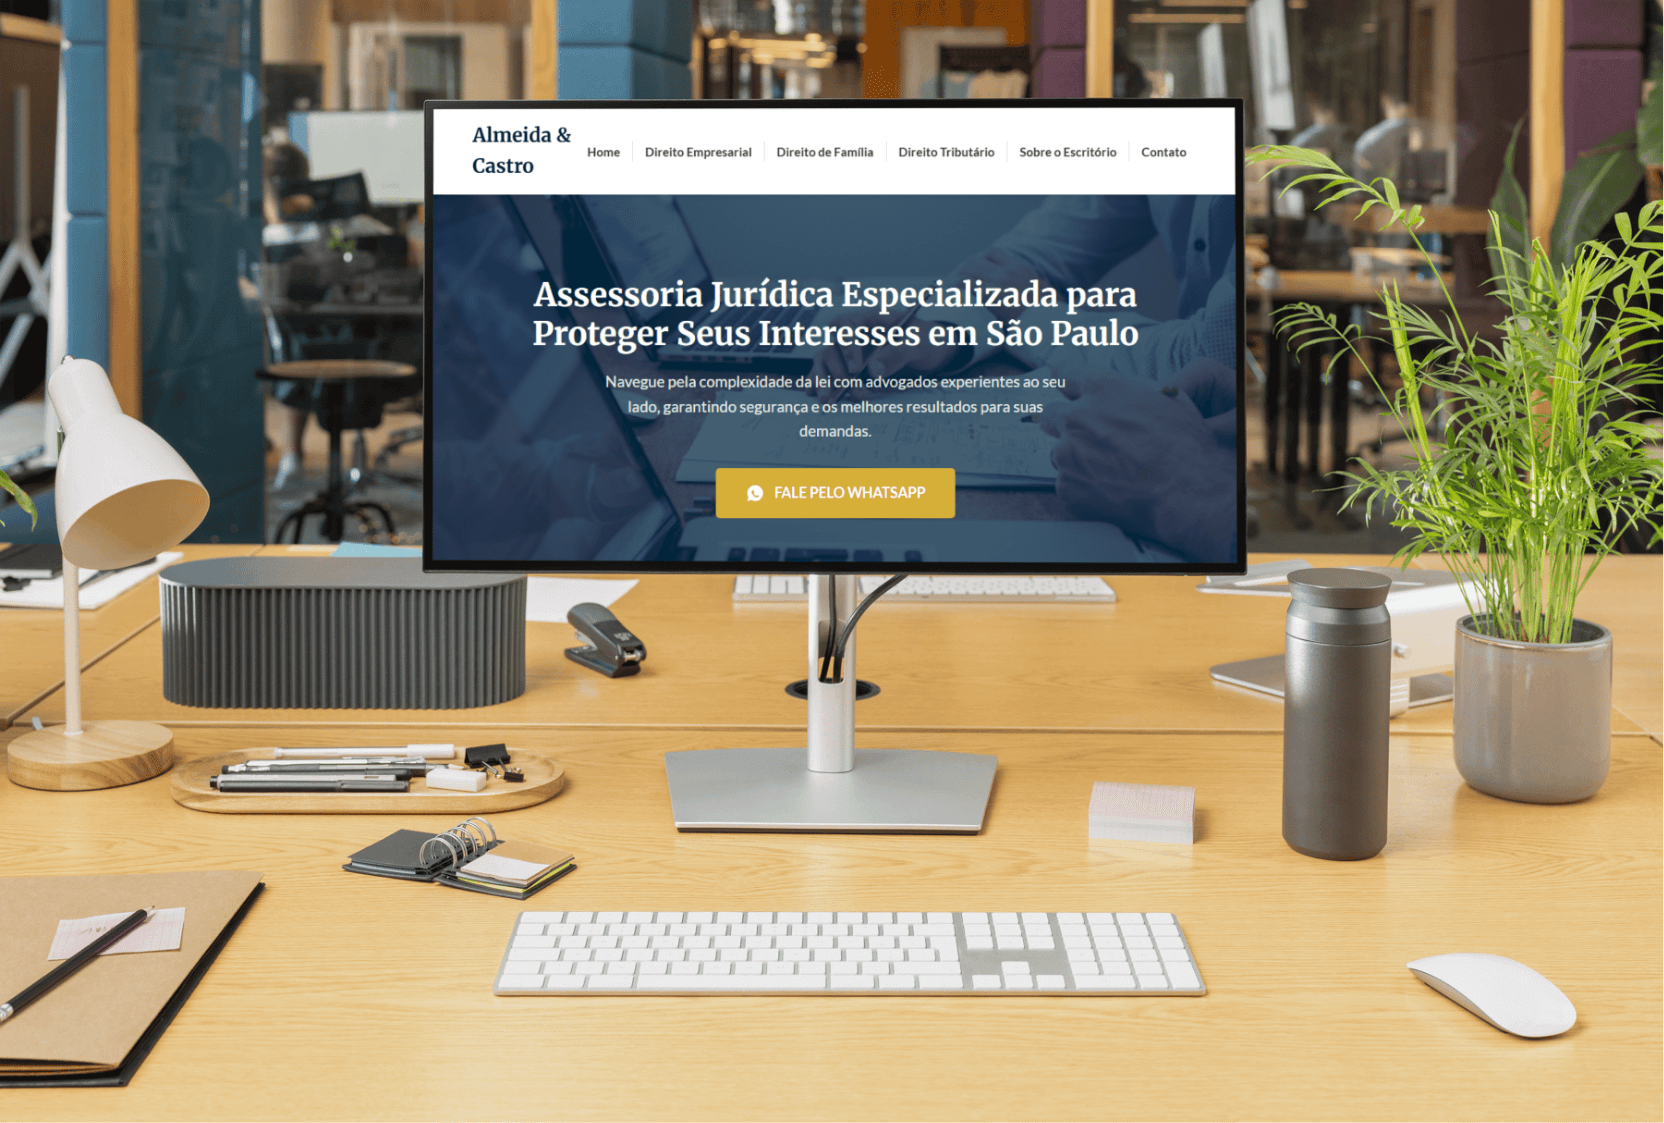 Almeida &
Castro
Home
Direito Empresarial
Direito de Família
Direito Tributário
Sobre o Escritório
Contato
Assessoria Jurídica Especializada para
Proteger Seus Interesses em São Paulo
Navegue pela complexidade da lei com advogados experientes ao seu
lado, garantindo segurança e os melhores resultados para suas
demandas.
FALE PELO WHATSAPP